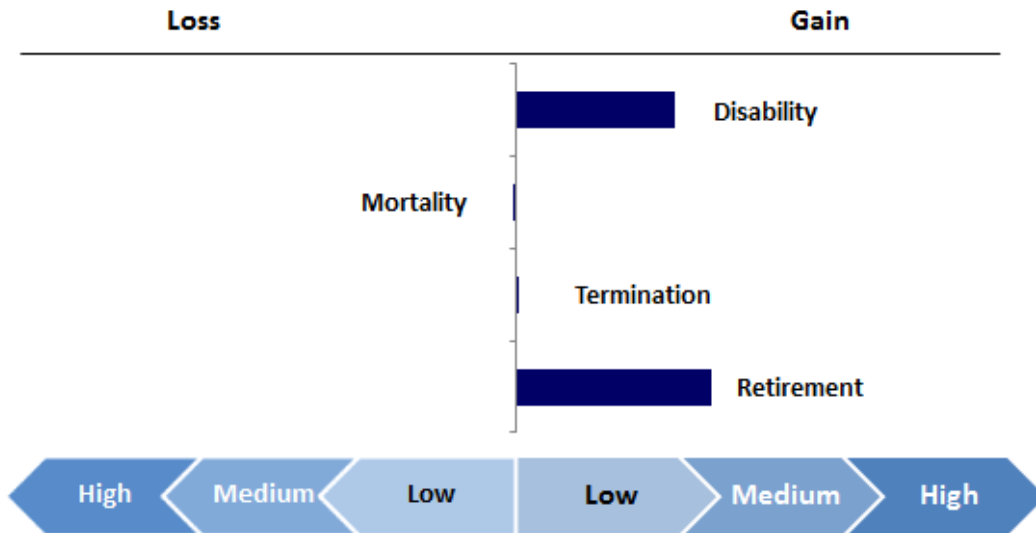 Loss Gain
Disability
Mortality
Termination
Retirement
High Medium Low Low Medium High